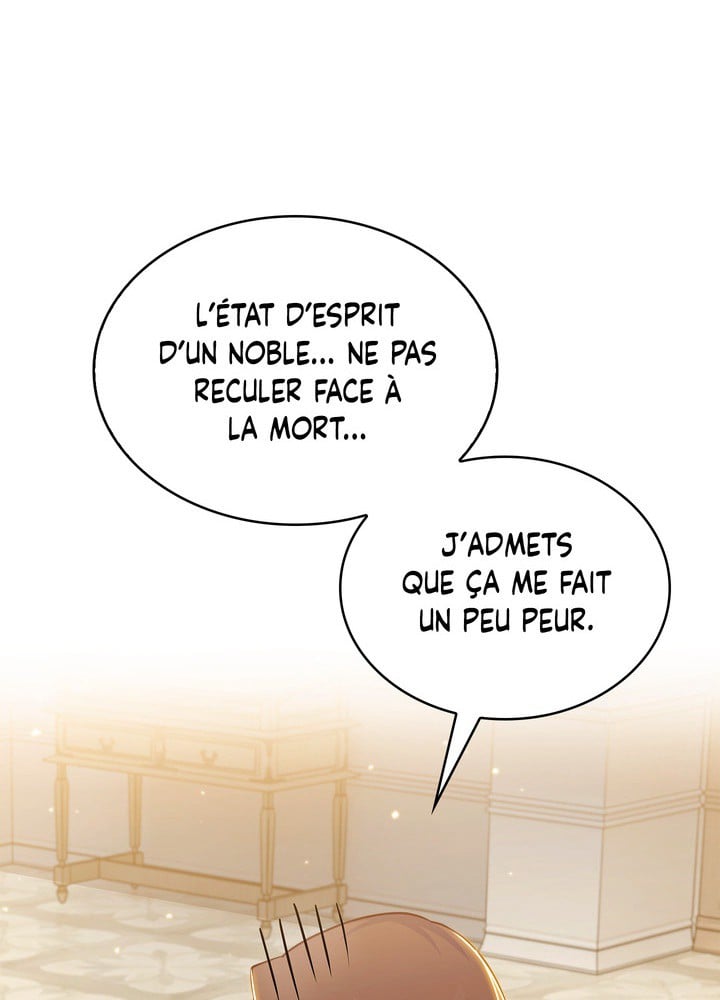 L'ÉTAT D'ESPRIT
D'UN NOBLE... NE PAS
RECULER FACE À
LA MORT...
J'ADMETS
QUE ÇA ME FAIT
UN PEU PEUR.